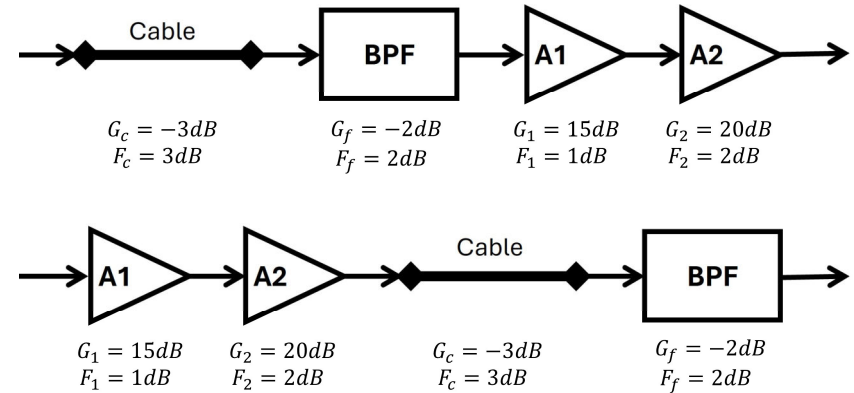 Cable
BPF
A1
A2
G_c = −3dB
F_c = 3dB
G_f = −2dB
F_f = 2dB
G_1 = 15dB
F_1 = 1dB
G_2 = 20dB
F_2 = 2dB
A1
A2
Cable
BPF
G_1 = 15dB
F_1 = 1dB
G_2 = 20dB
F_2 = 2dB
G_c = −3dB
F_c = 3dB
G_f = −2dB
F_f = 2dB